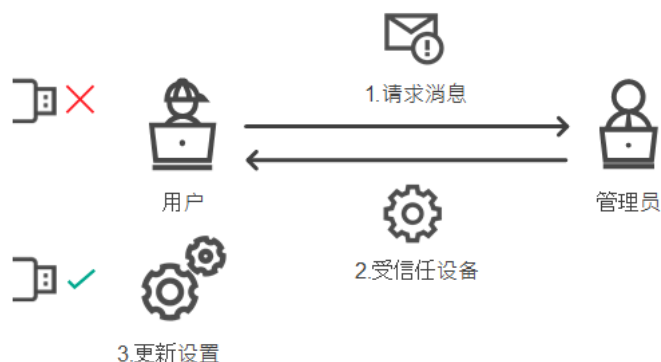 1.请求消息
用户
管理员
2.受信任设备
3.更新设置